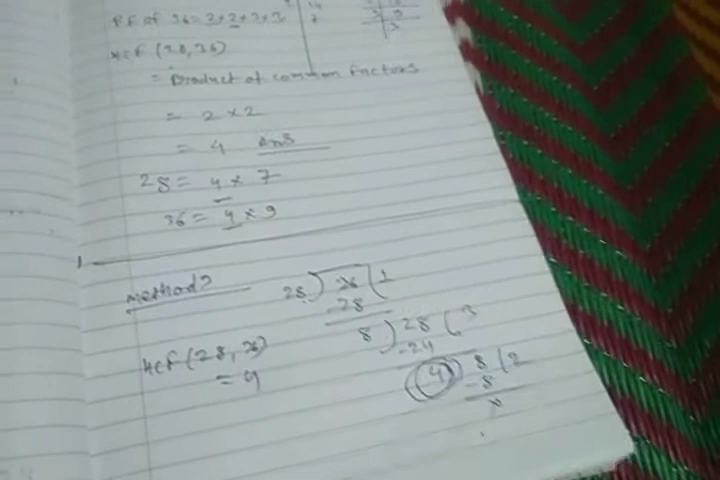 P.F of 36 = 2×2×3×3
HCF (28,36)
= Product of common factors
= 2 × 2
= 4 Ans
28 = 4 × 7
36 = 4 × 9
method 2
28 ) 36 ( 1
-28
8 ) 28 ( 3
-24
4 ) 8 ( 2
-8
×
HCF (28, 36)
= 4